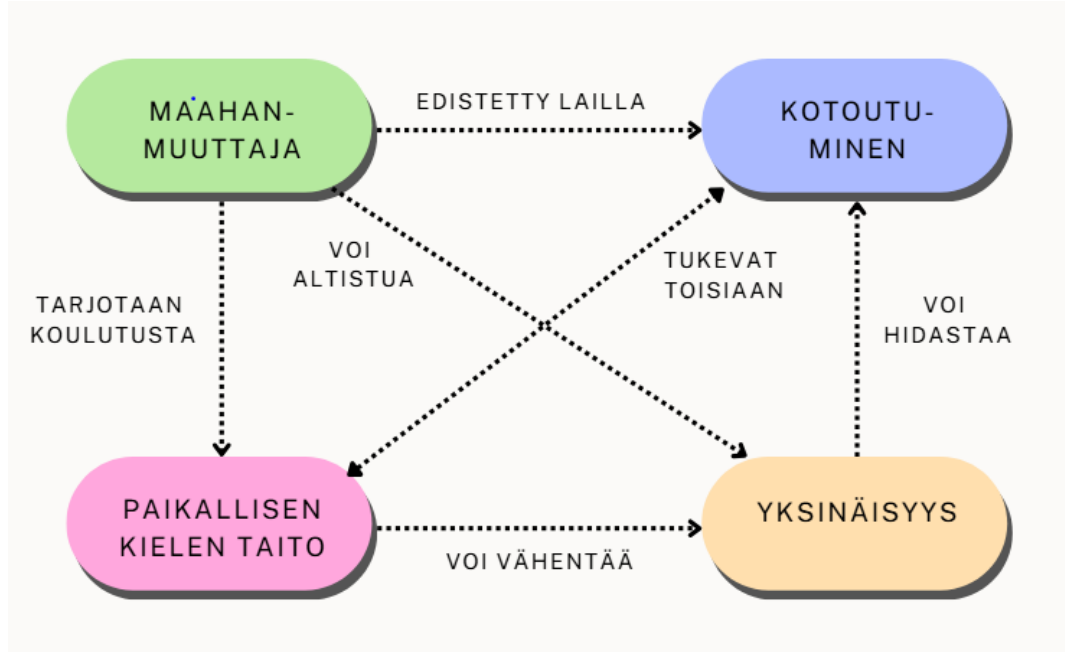 MAAHAN-
MUUTTAJA
EDISTETTY LAILLA
KOTOUTU-
MINEN
VOI
ALTISTUA
TUKEVAT
TOISIAAN
TARJOTAAN
KOULUTUSTA
VOI
HIDASTAA
PAIKALLISEN
KIELEN TAITO
VOI VÄHENTÄÄ
YKSINÄISYYS